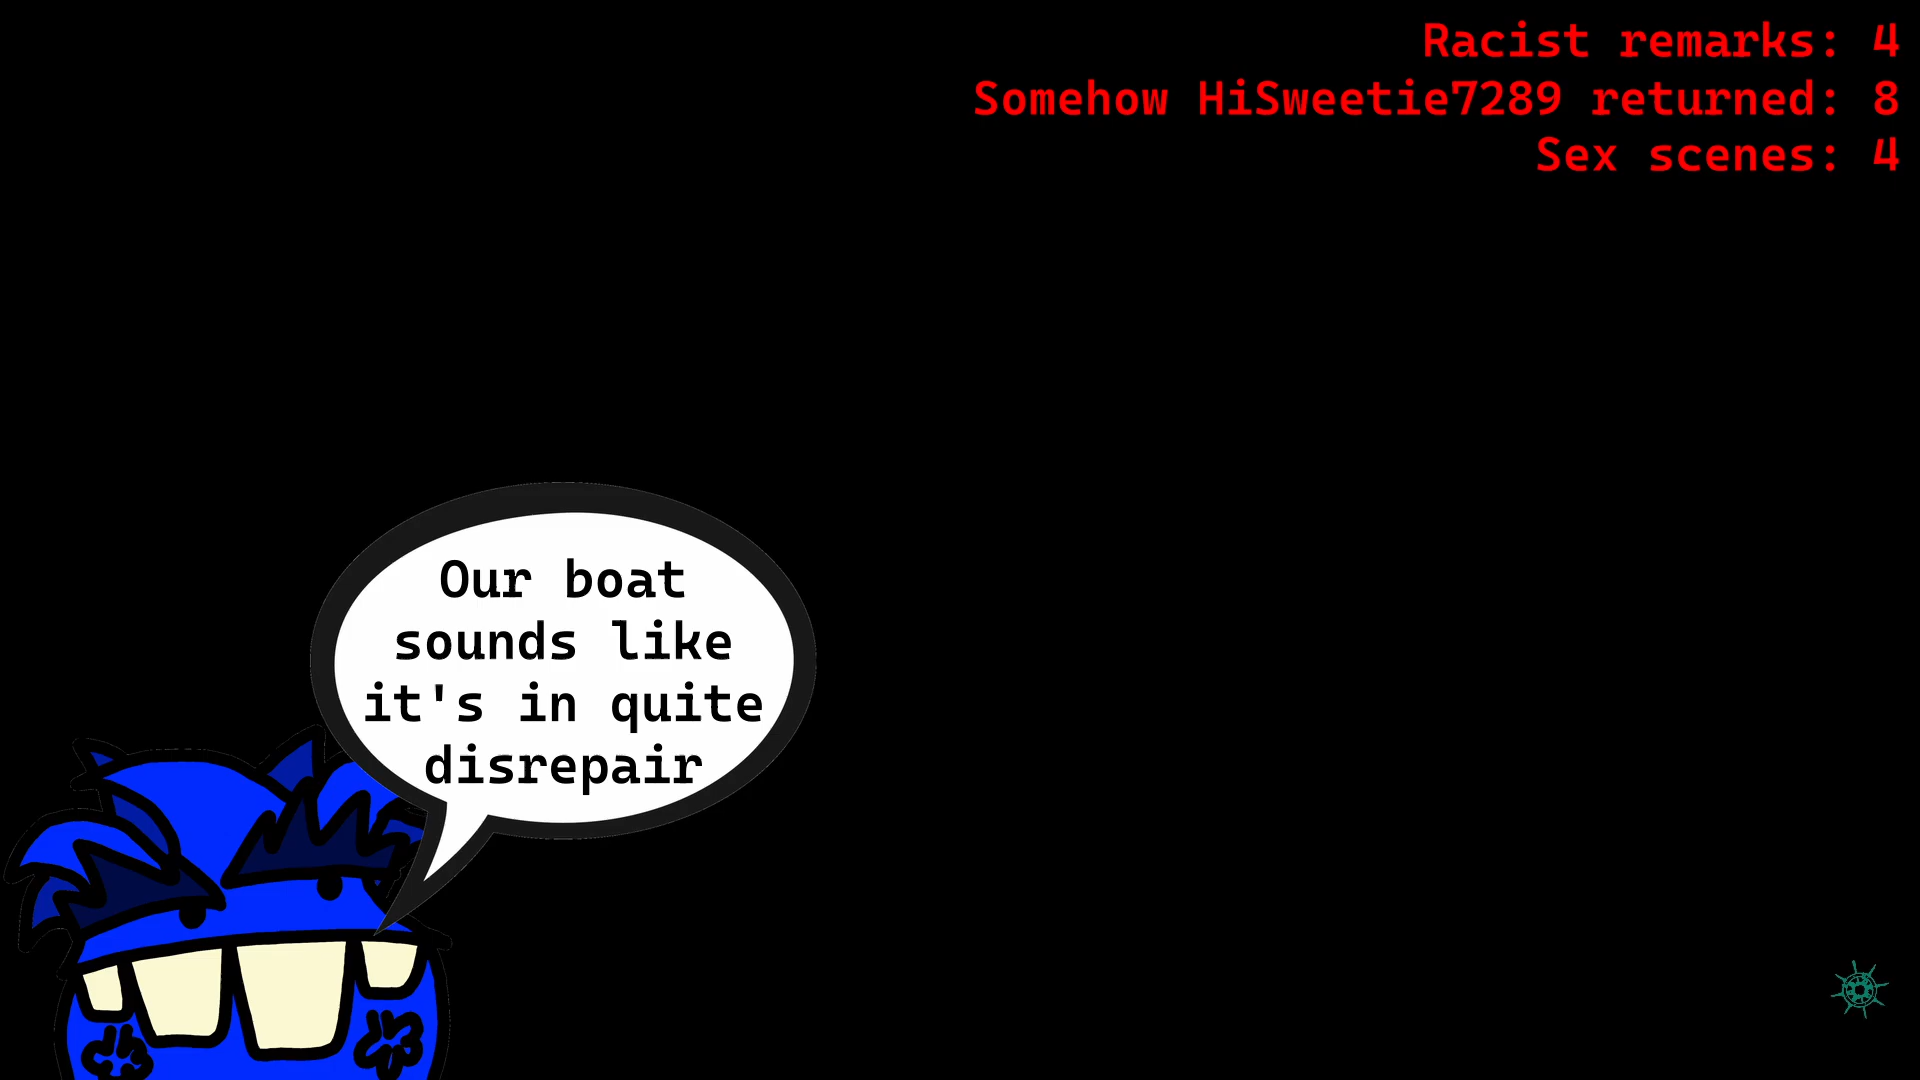 Racist remarks: 4
Somehow HiSweetie7289 returned: 8
Sex scenes: 4
Our boat
sounds like
it's in quite
disrepair